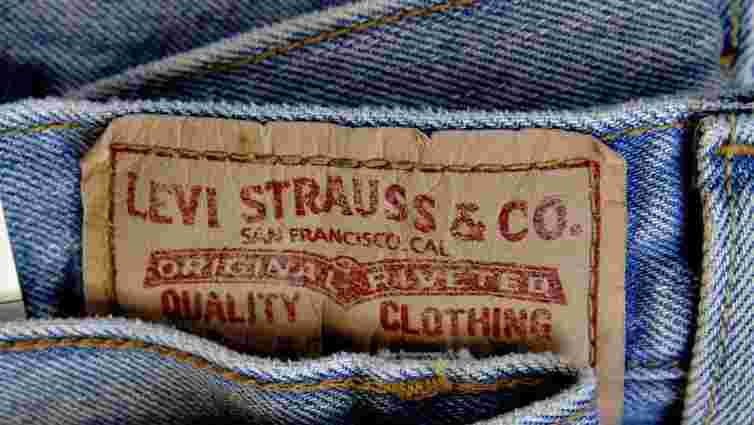 LEVI STRAUSS & CO.
SAN FRANCISCO, CAL
ORIGINAL RIVETED
QUALITY CLOTHING